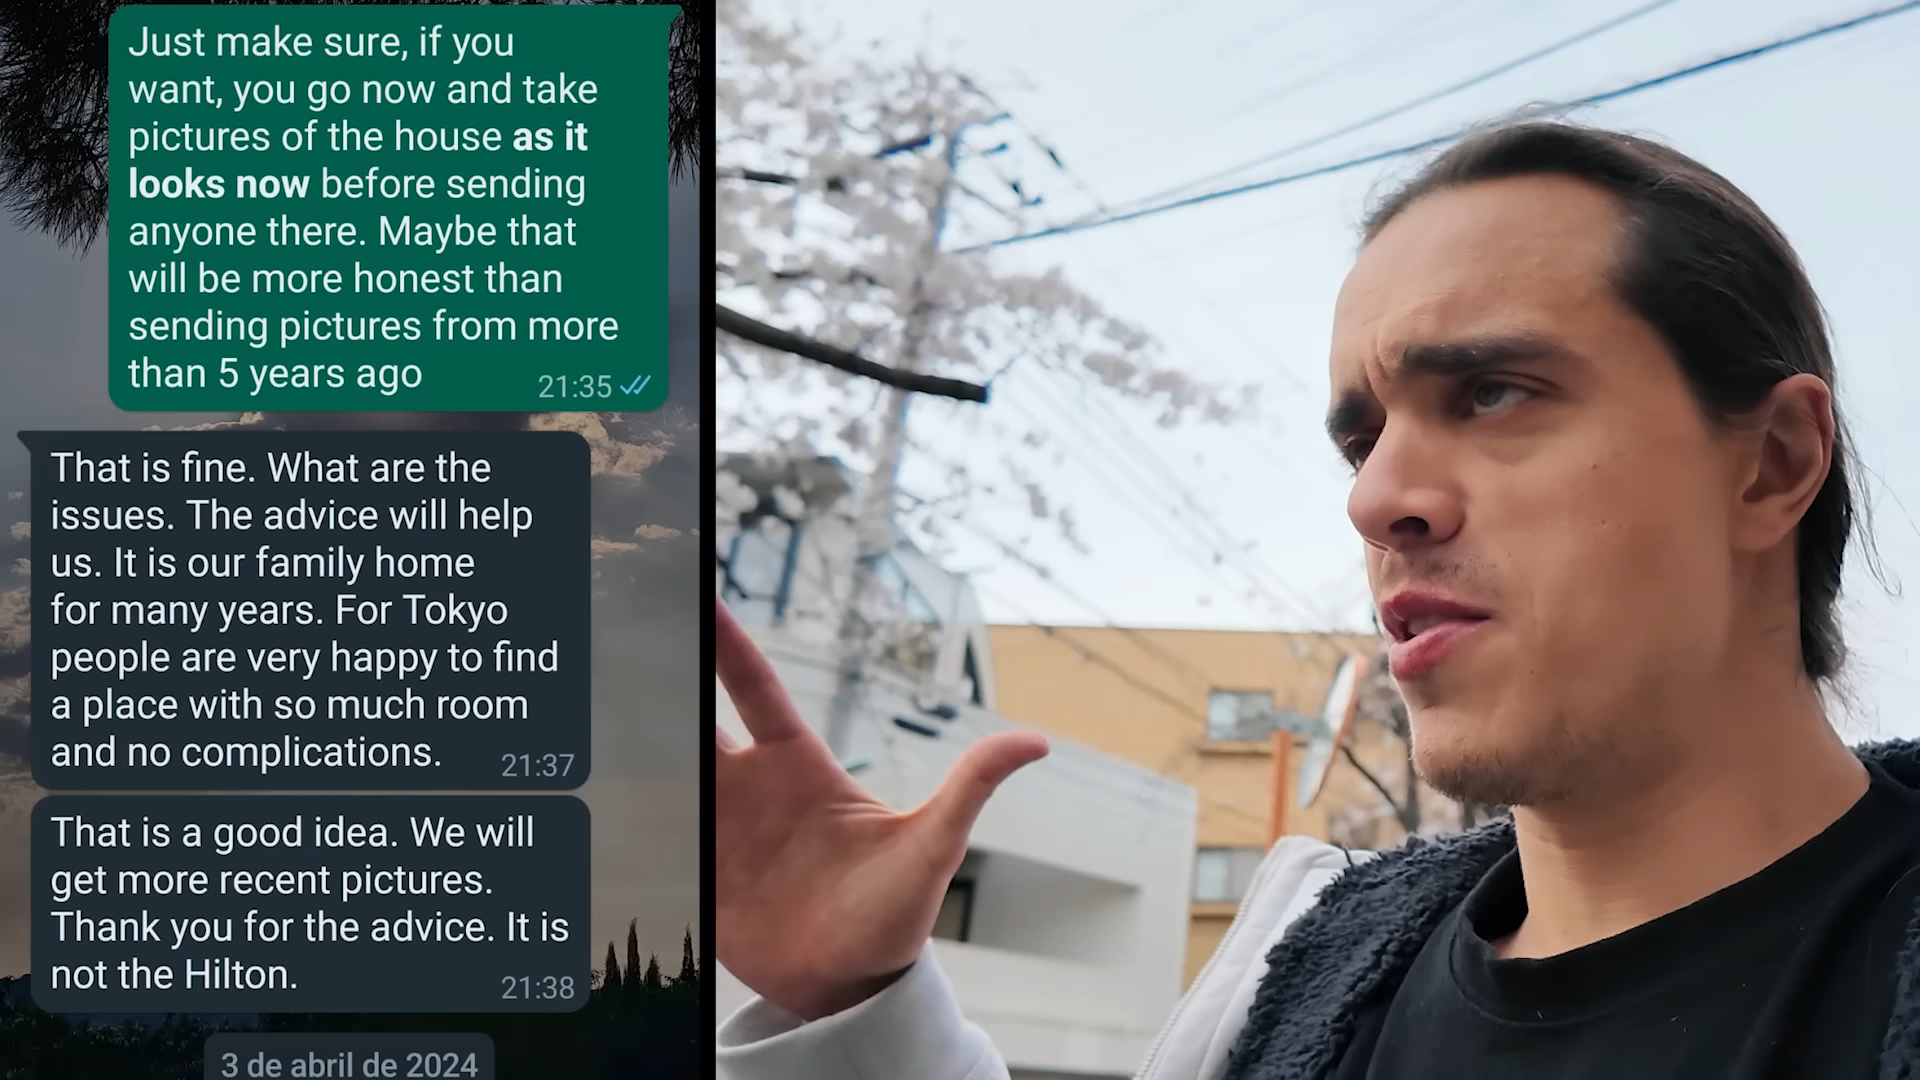 Just make sure, if you
want, you go now and take
pictures of the house as it
looks now before sending
anyone there. Maybe that
will be more honest than
sending pictures from more
than 5 years ago
21:35
That is fine. What are the
issues. The advice will help
us. It is our family home
for many years. For Tokyo
people are very happy to find
a place with so much room
and no complications.
21:37
That is a good idea. We will
get more recent pictures.
Thank you for the advice. It is
not the Hilton.
21:38
3 de abril de 2024